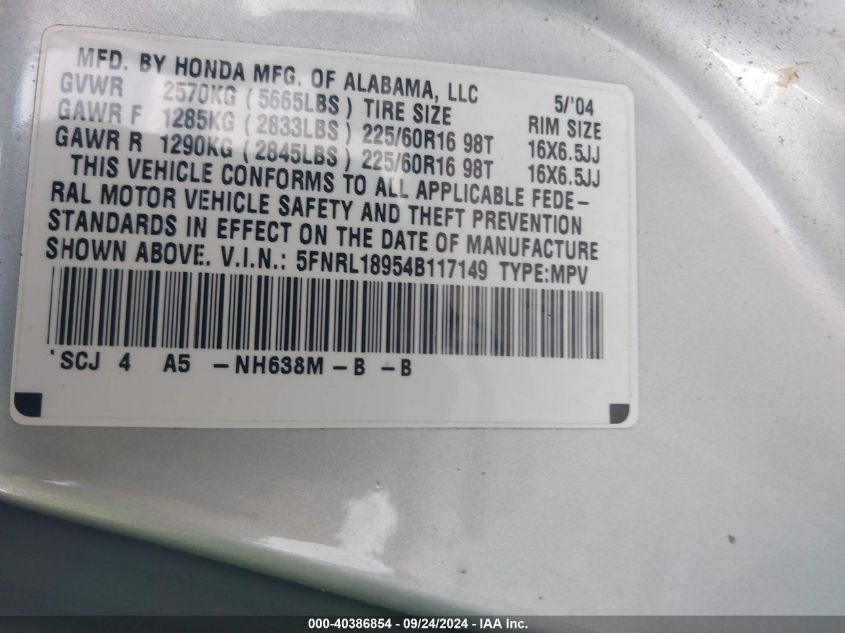 MFD. BY HONDA MFG. OF ALABAMA, LLC 5/'04
GVWR 2570KG (5665LBS) TIRE SIZE RIM SIZE
GAWR F 1285KG (2833LBS) 225/60R16 98T 16X6.5JJ
GAWR R 1290KG (2845LBS) 225/60R16 98T 16X6.5JJ
THIS VEHICLE CONFORMS TO ALL APPLICABLE FEDE-
RAL MOTOR VEHICLE SAFETY AND THEFT PREVENTION
STANDARDS IN EFFECT ON THE DATE OF MANUFACTURE
SHOWN ABOVE. V.I.N.: 5FNRL18954B117149 TYPE:MPV
'SCJ 4 A5 -NH638M-B -B
000-40386854 - 09/24/2024 - IAA Inc.